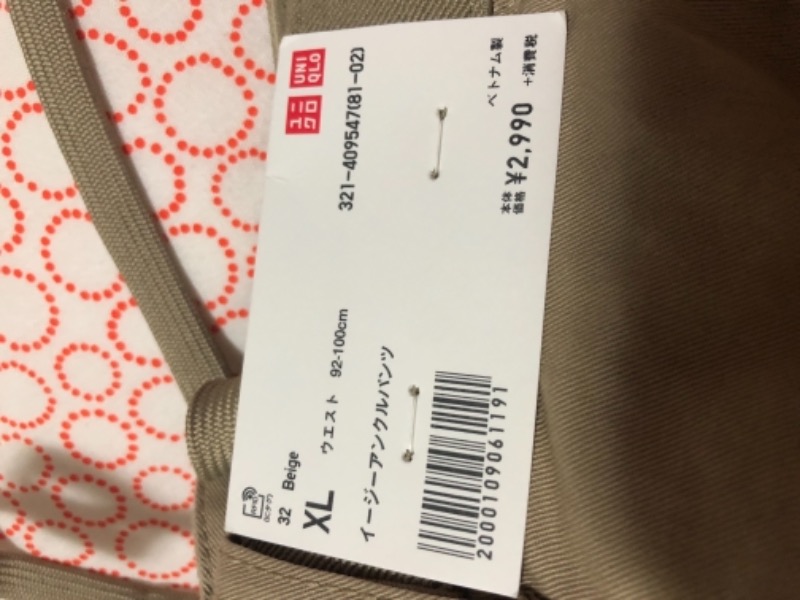 ユニ
クロ
UNI
QLO
321-409547(81-02)
32 Beige
XL ウエスト 92-100cm
イージーアンクルパンツ
2000109061191
ベトナム製
本体
価格 ¥2,990 +消費税